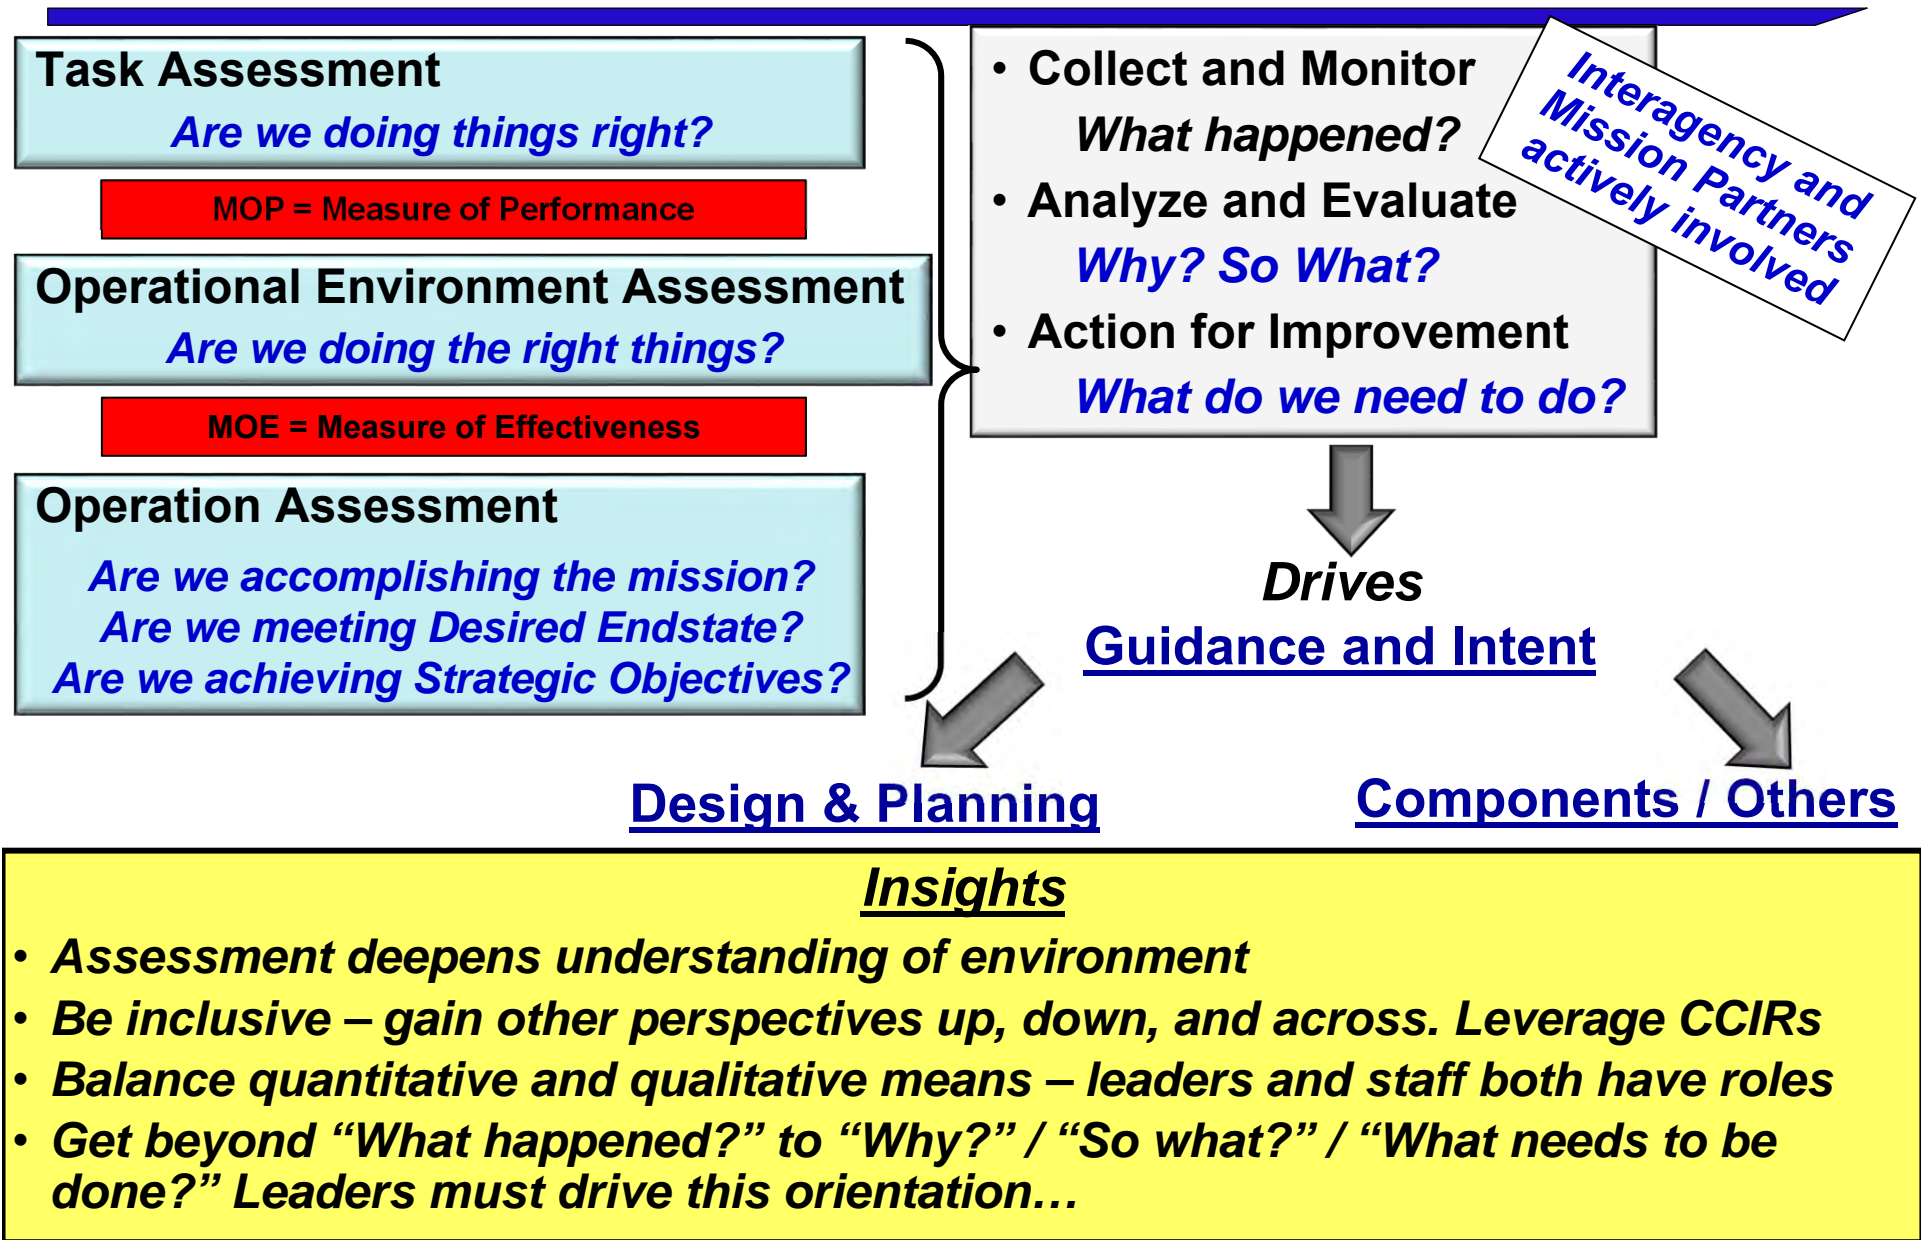 Task Assessment
Are we doing things right?
MOP = Measure of Performance
Operational Environment Assessment
Are we doing the right things?
MOE = Measure of Effectiveness
Operation Assessment
Are we accomplishing the mission?
Are we meeting Desired Endstate?
Are we achieving Strategic Objectives?
• Collect and Monitor
What happened?
• Analyze and Evaluate
Why? So What?
• Action for Improvement
What do we need to do?
Interagency and
Mission Partners
actively involved
Drives
Guidance and Intent
Design & Planning
Components / Others
Insights
• Assessment deepens understanding of environment
• Be inclusive – gain other perspectives up, down, and across. Leverage CCIRs
• Balance quantitative and qualitative means – leaders and staff both have roles
• Get beyond “What happened?” to “Why?” / “So what?” / “What needs to be
done?” Leaders must drive this orientation…